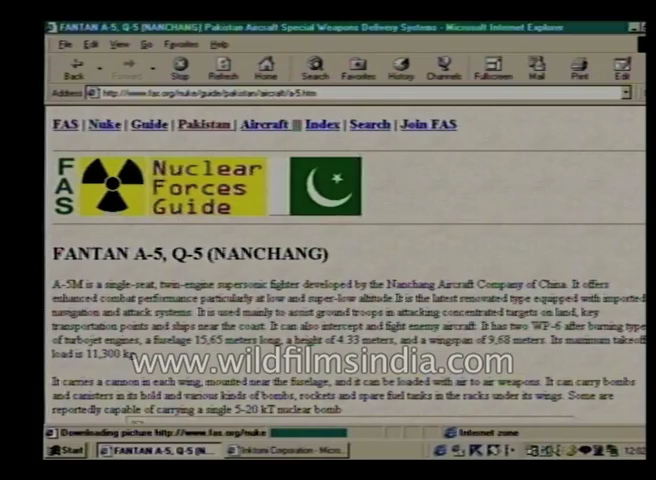 FANTAN A-5, Q-5 (NANCHANG) Pakistan Aircraft Special Weapons Delivery Systems - Microsoft Internet Explorer
File Edit View Go Favorites Help
Back Forward Stop Refresh Home Search Favorites History Channels Fullscreen Mail Print Edit
Address http://www.fas.org/nuke/guide/pakistan/aircraft/a-5.htm
FAS | Nuke | Guide | Pakistan | Aircraft ||| Index | Search | Join FAS
FAS Nuclear
Forces
Guide
FANTAN A-5, Q-5 (NANCHANG)
A-5M is a single-seat, twin-engine supersonic fighter developed by the Nanchang Aircraft Company of China. It offers
enhanced combat performance particularly at low and super-low altitude. It is the latest renovated type equipped with imported
navigation and attack systems. It is used mainly to assist ground troops in attacking concentrated targets on land, key
transportation points and ships near the coast. It can also intercept and fight enemy aircraft. It has two WP-6 after burning type
of turbojet engines, a fuselage 15,65 meters long, a height of 4.33 meters, and a wingspan of 9,68 meters. Its maximum takeoff
load is 11,300 kg.
www.wildfilmsindia.com
It carries a cannon in each wing, mounted near the fuselage, and it can be loaded with air to air weapons. It can carry bombs
and canisters in its hold and various kinds of bombs, rockets and spare fuel tanks in the racks under its wings. Some are
reportedly capable of carrying a single 5-20 kT nuclear bomb
Downloading picture http://www.fas.org/nuke Internet zone
Start FANTAN A-5, Q-5 (N... Inktomi Corporation - Micro... 12:02